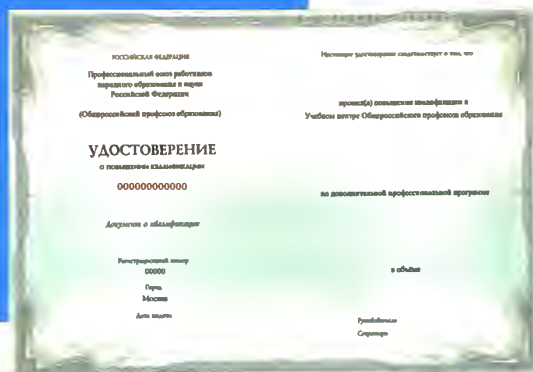 РОССИЙСКАЯ ФЕДЕРАЦИЯ
Профессиональный союз работников
народного образования и науки
Российской Федерации
(Общероссийский профсоюз образования)
УДОСТОВЕРЕНИЕ
о повышении квалификации
000000000000
Документ о квалификации
Регистрационный номер
00000
Город
Москва
Дата выдачи
Настоящее удостоверение свидетельствует о том, что
прошел(а) повышение квалификации в
Учебном центре Общероссийского профсоюза образования
по дополнительной профессиональной программе
в объёме
Руководитель
Секретарь